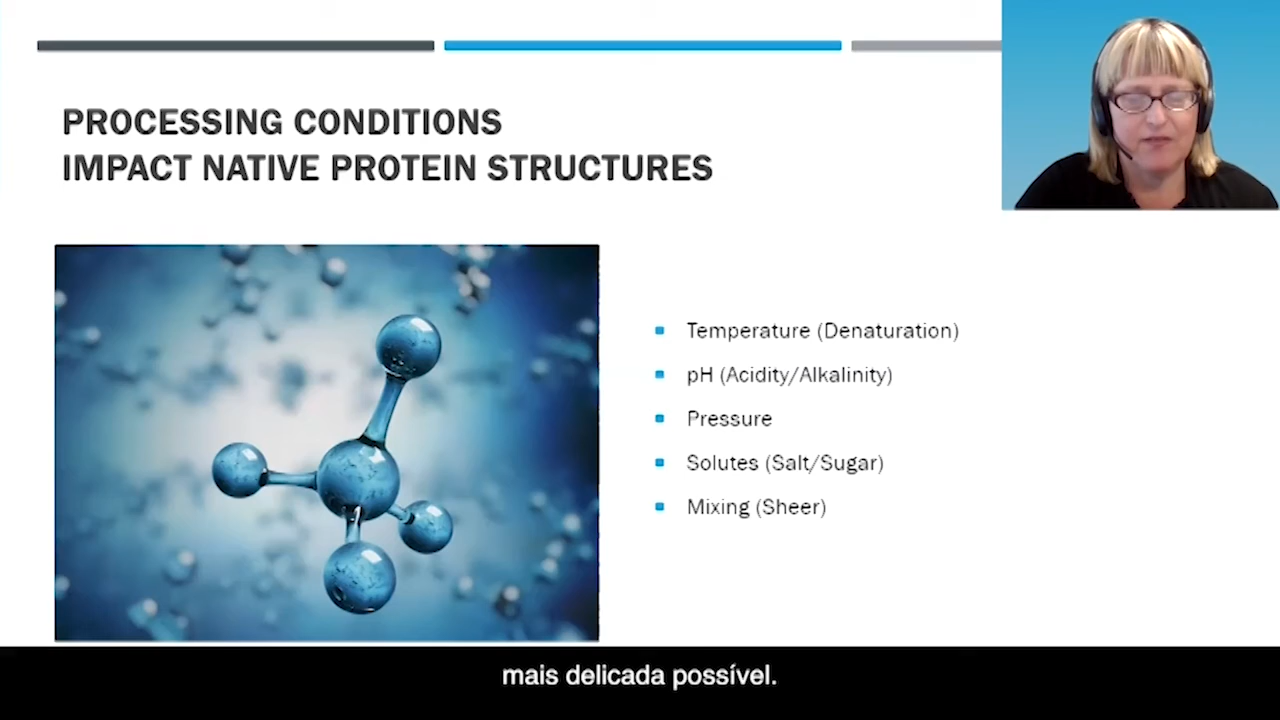 PROCESSING CONDITIONS
IMPACT NATIVE PROTEIN STRUCTURES
Temperature (Denaturation)
pH (Acidity/Alkalinity)
Pressure
Solutes (Salt/Sugar)
Mixing (Sheer)
mais delicada possível.